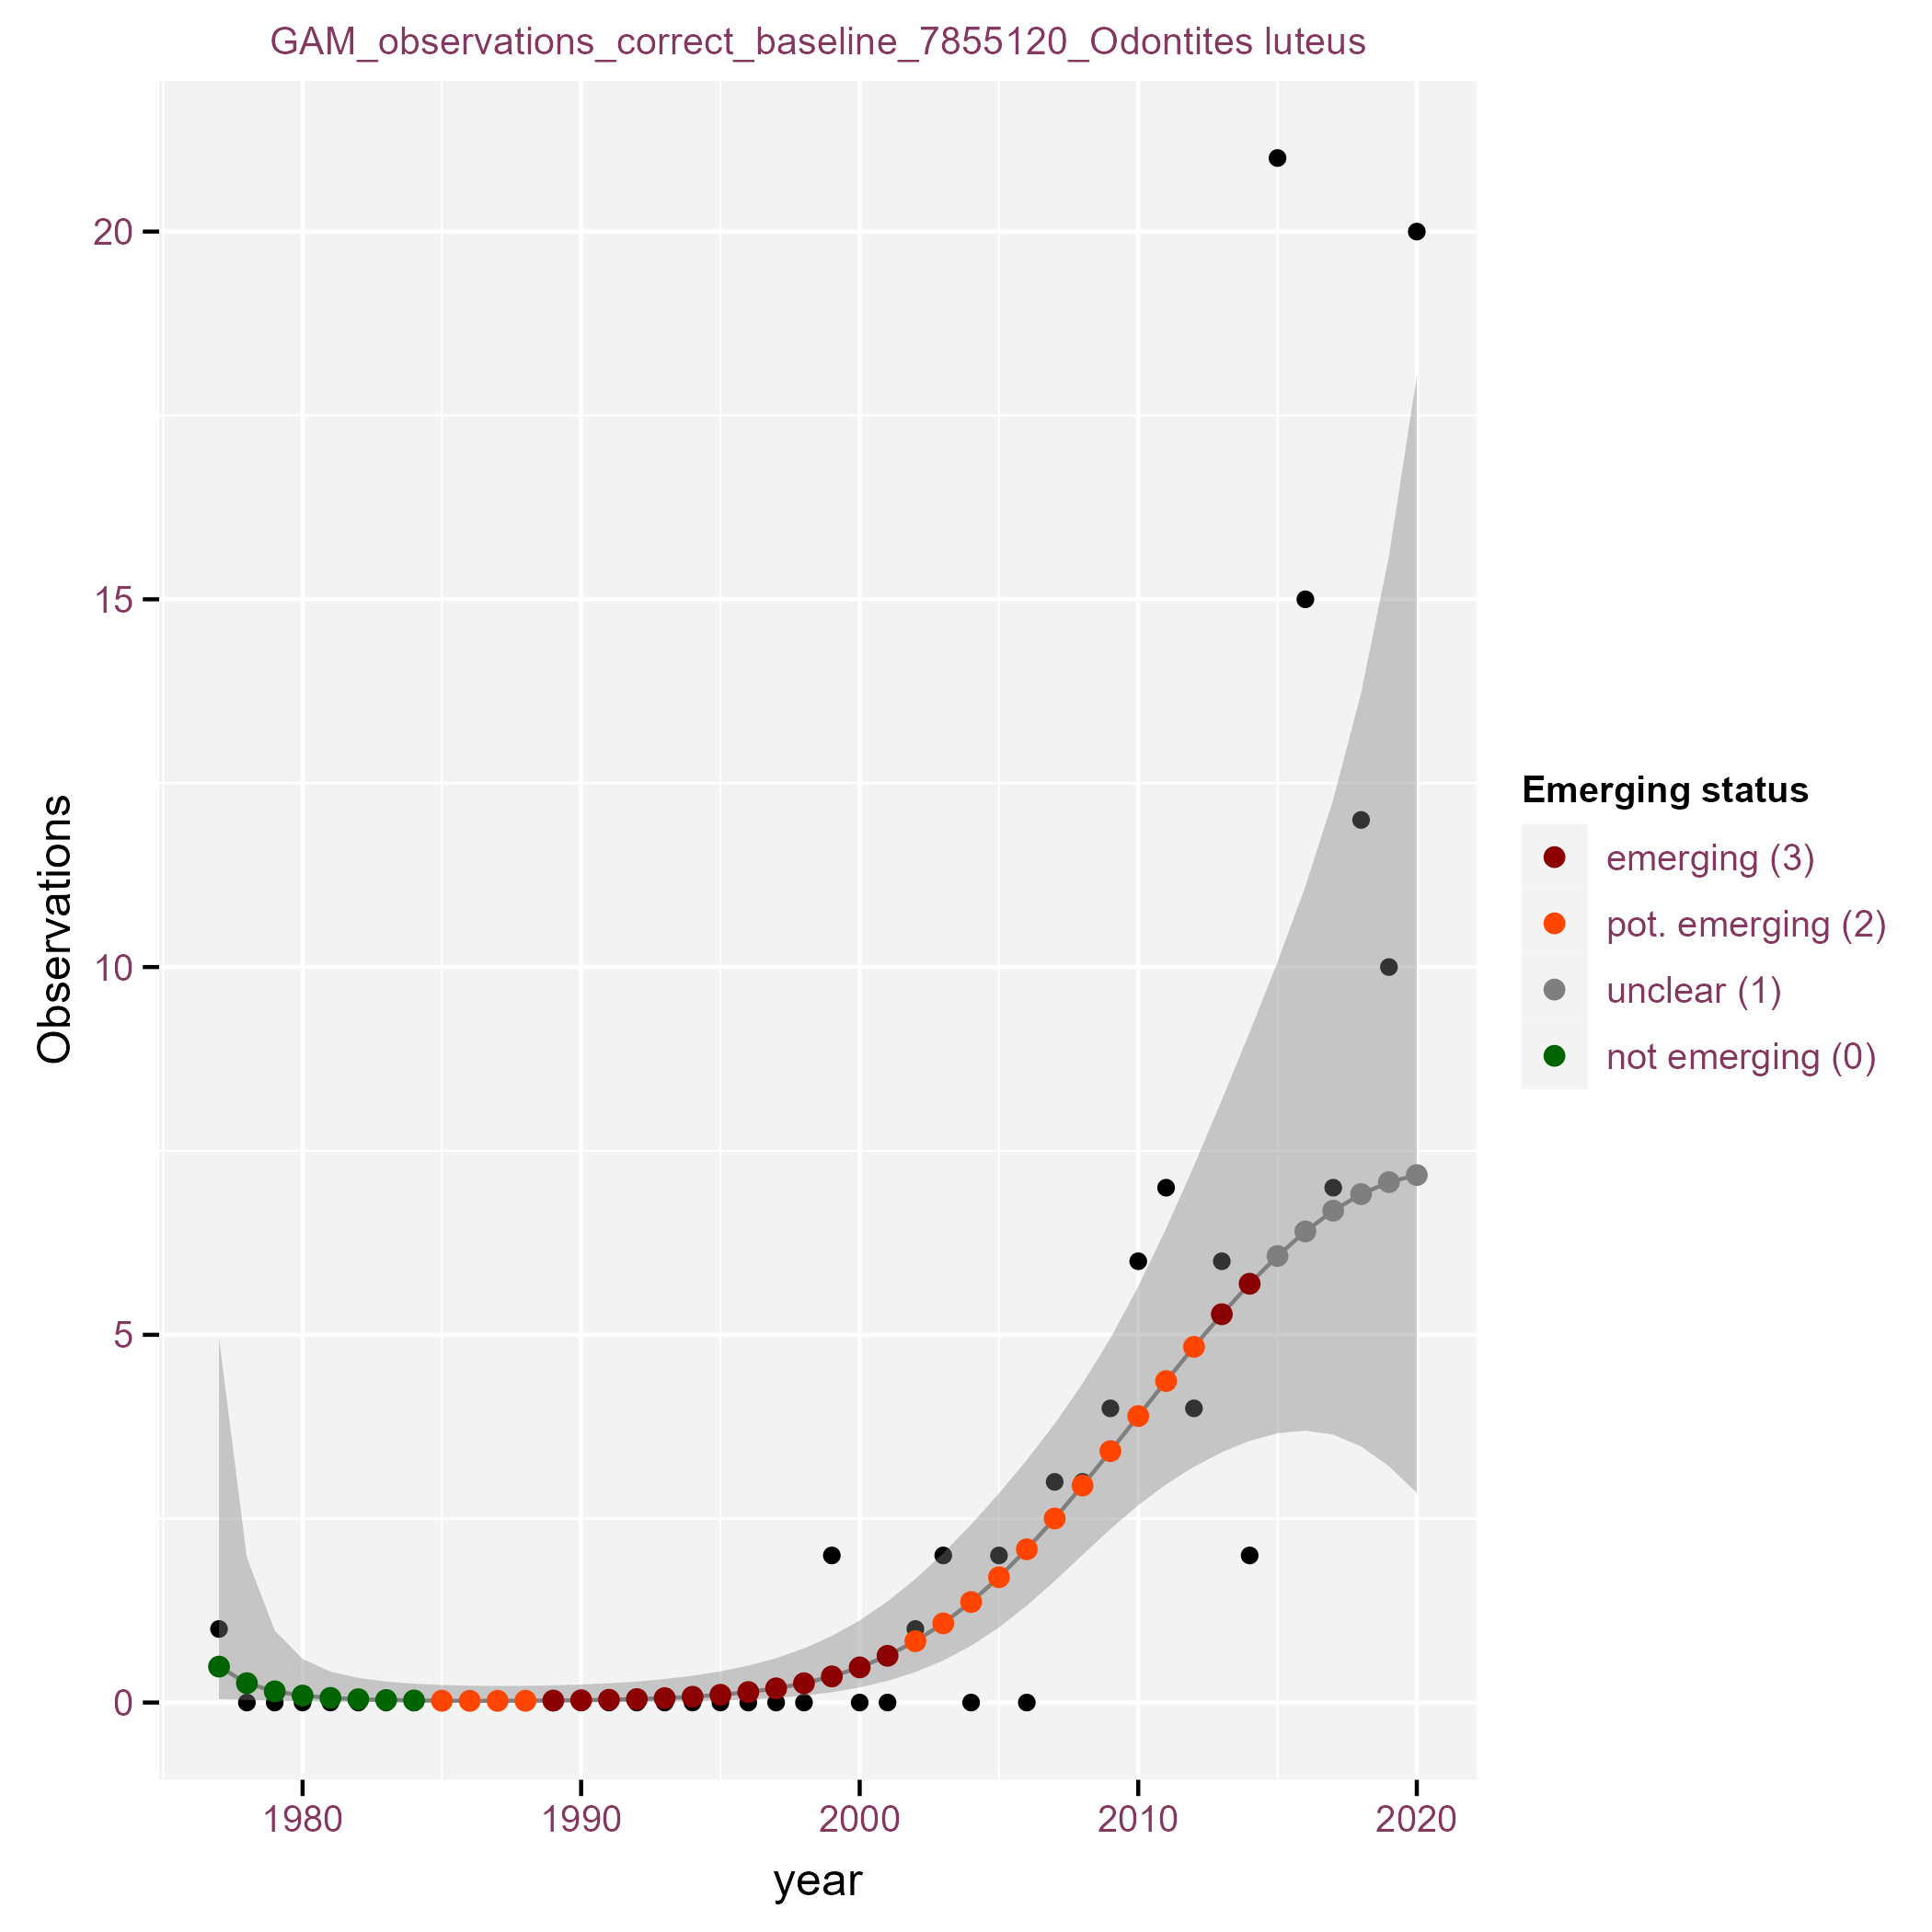 GAM_observations_correct_baseline_7855120_Odontites luteus
Observations
20
15
10
5
0
1980
1990
2000
2010
2020
year
Emerging status
emerging (3)
pot. emerging (2)
unclear (1)
not emerging (0)